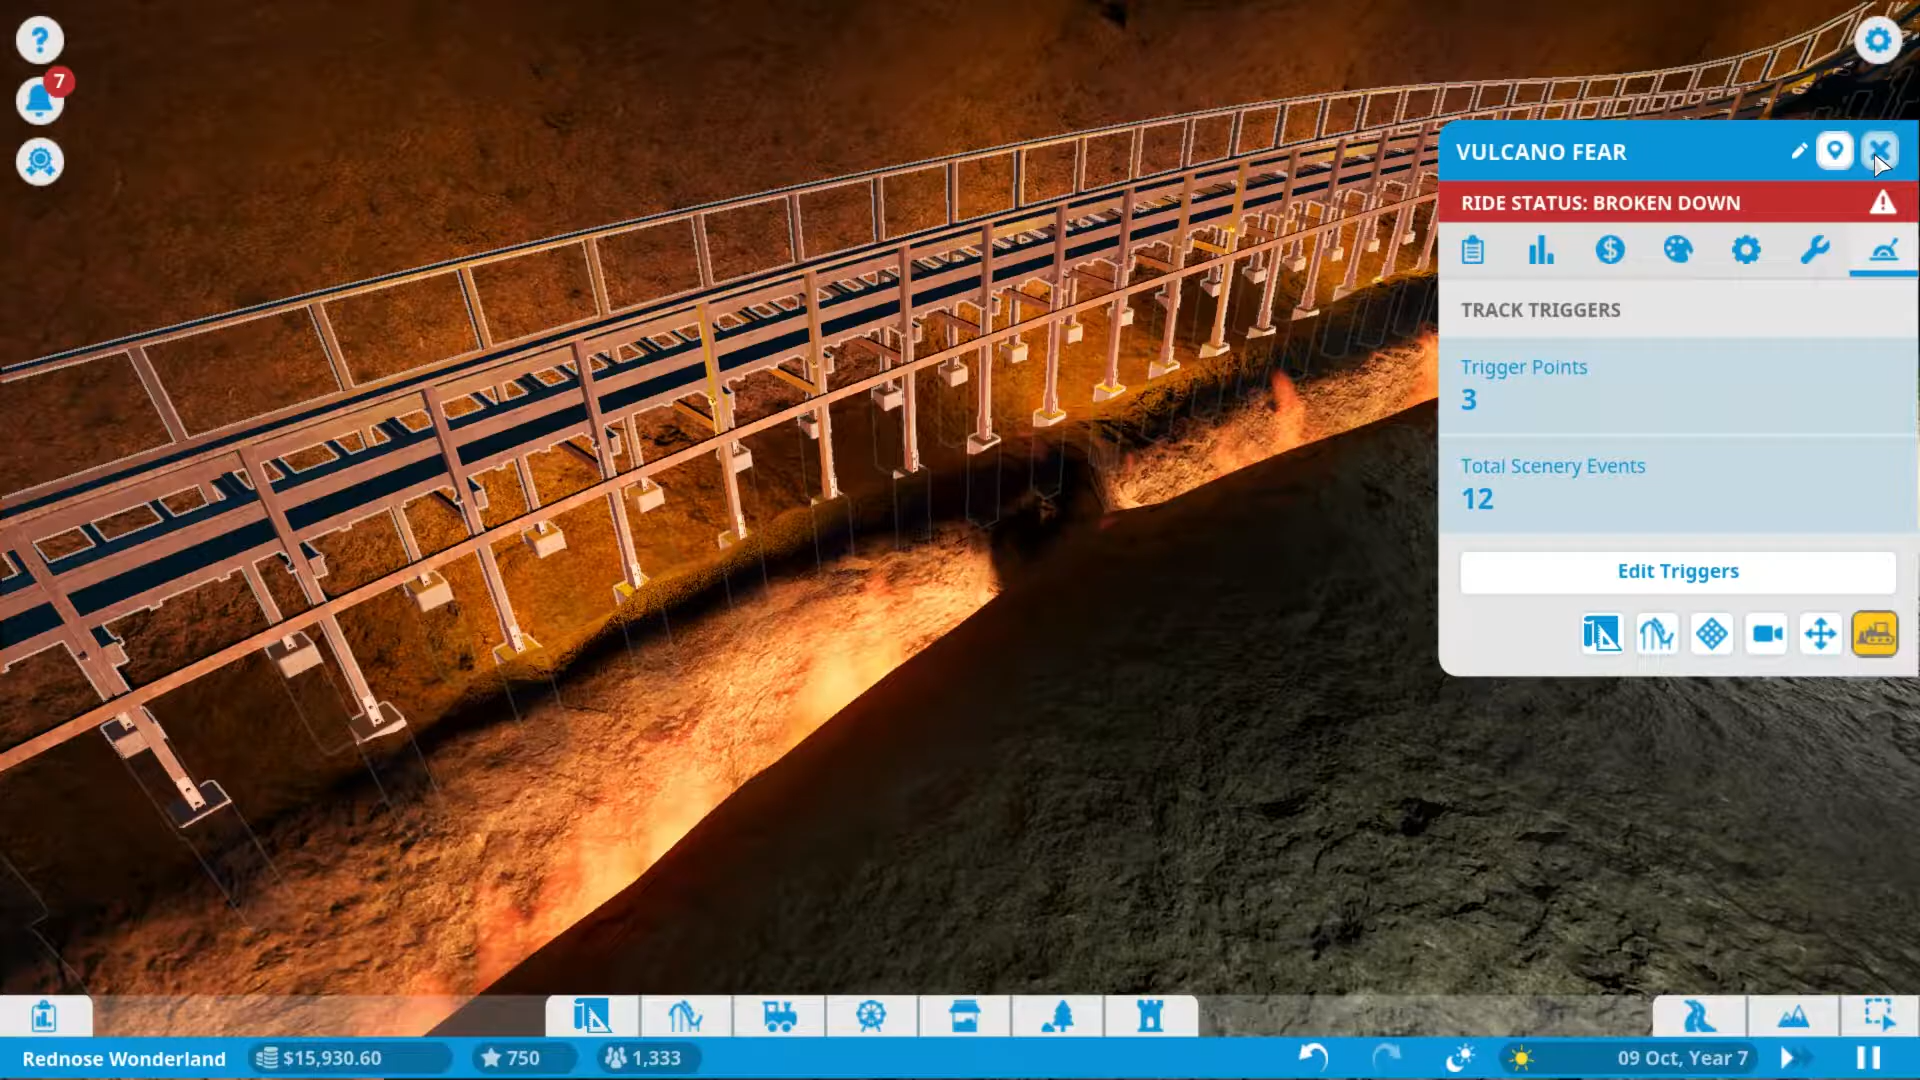 ?
7
VULCANO FEAR
RIDE STATUS: BROKEN DOWN
TRACK TRIGGERS
Trigger Points
3
Total Scenery Events
12
Edit Triggers
Rednose Wonderland
$15,930.60
750
1,333
09 Oct, Year 7